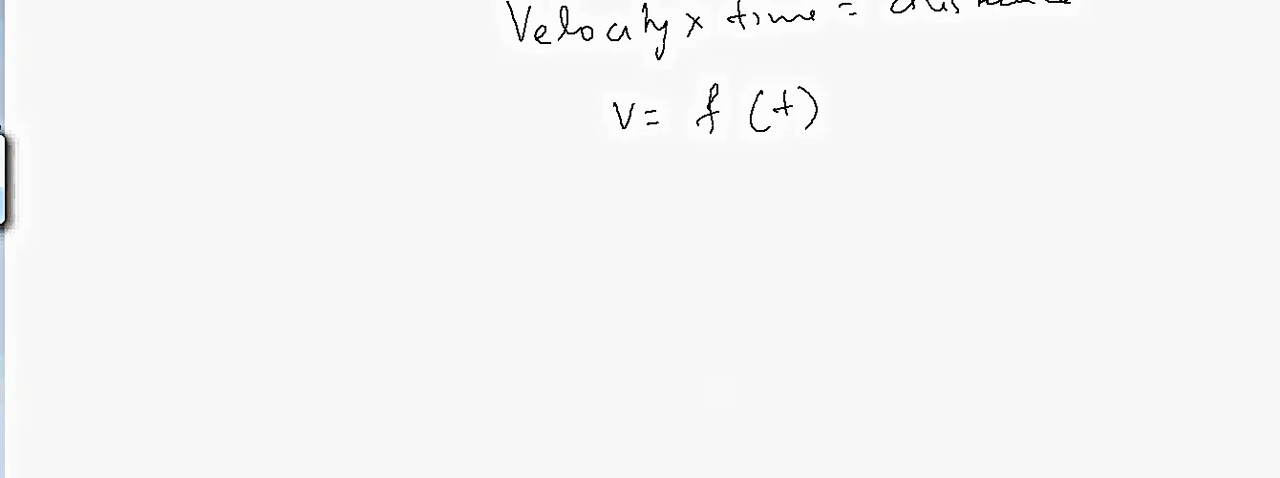 Velocity × time = distance
v = f (t)